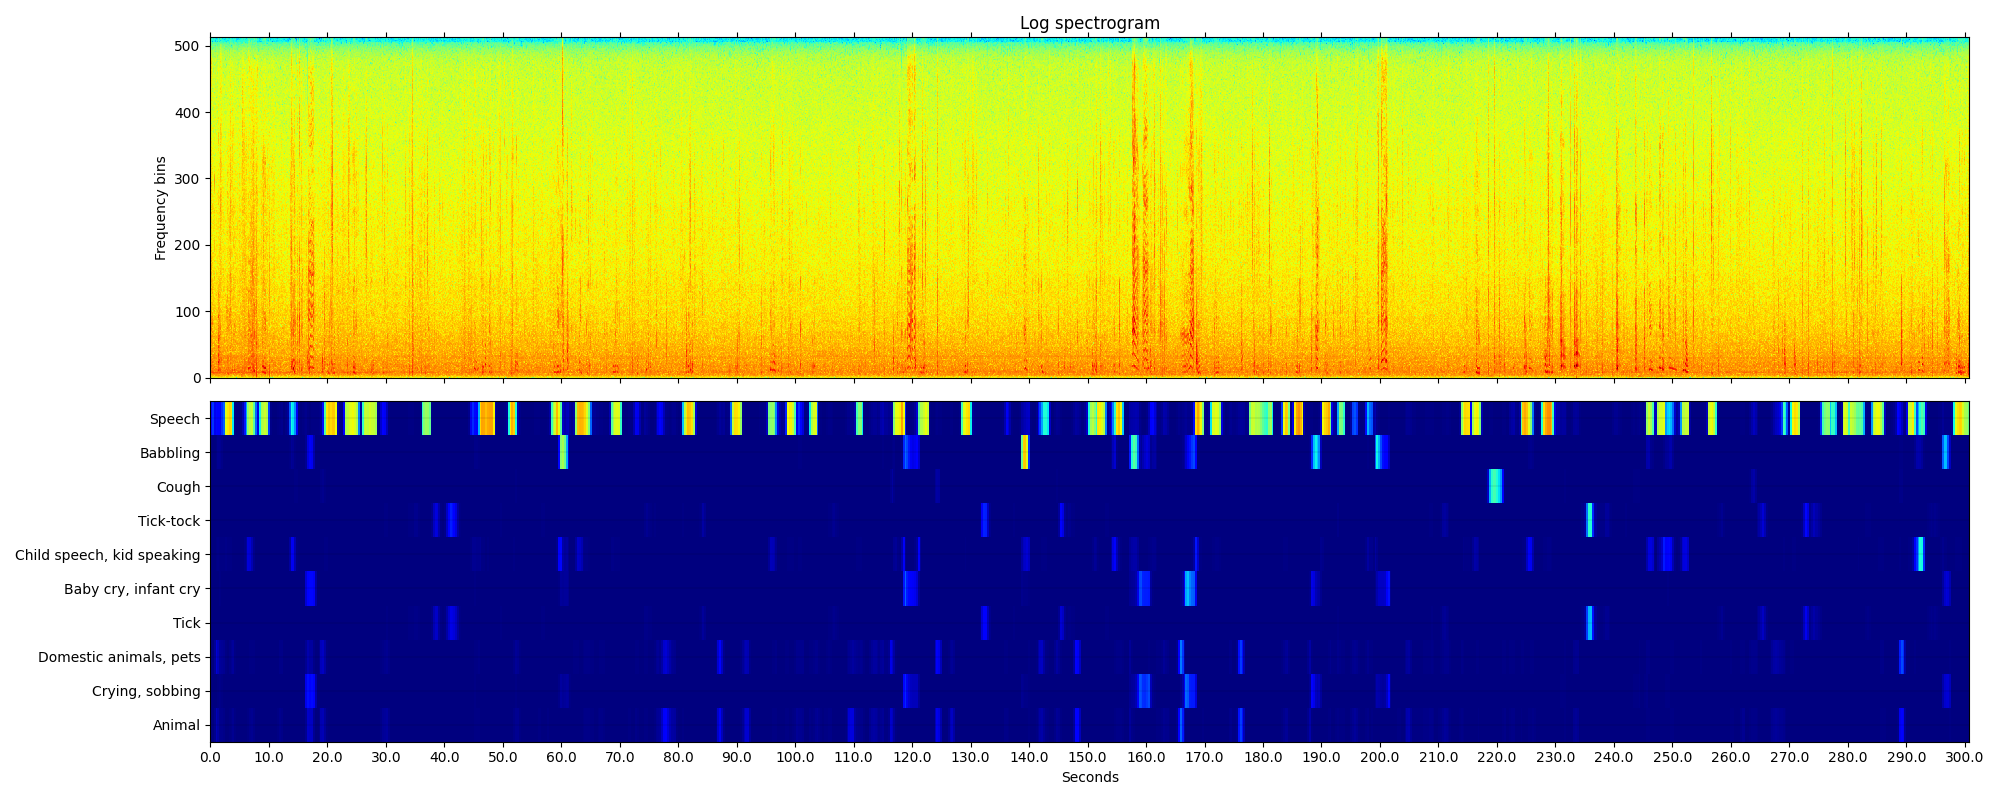 Log spectrogram
500
400
300
200
100
0
Frequency bins
Speech
Babbling
Cough
Tick-tock
Child speech, kid speaking
Baby cry, infant cry
Tick
Domestic animals, pets
Crying, sobbing
Animal
0.0 10.0 20.0 30.0 40.0 50.0 60.0 70.0 80.0 90.0 100.0 110.0 120.0 130.0 140.0 150.0 160.0 170.0 180.0 190.0 200.0 210.0 220.0 230.0 240.0 250.0 260.0 270.0 280.0 290.0 300.0
Seconds